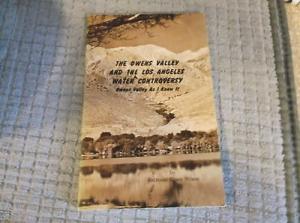 THE OWENS VALLEY
AND THE LOS ANGELES
WATER CONTROVERSY
Owens Valley As I Knew It